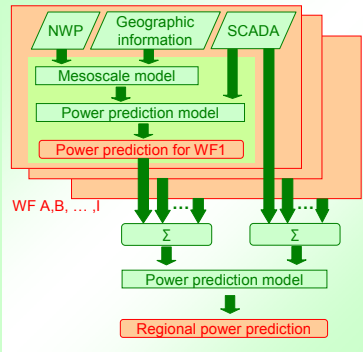 NWP
Geographic
information
SCADA
Mesoscale model
Power prediction model
Power prediction for WF1
WF A,B, ... ,I
...
...
Σ
Σ
Power prediction model
Regional power prediction